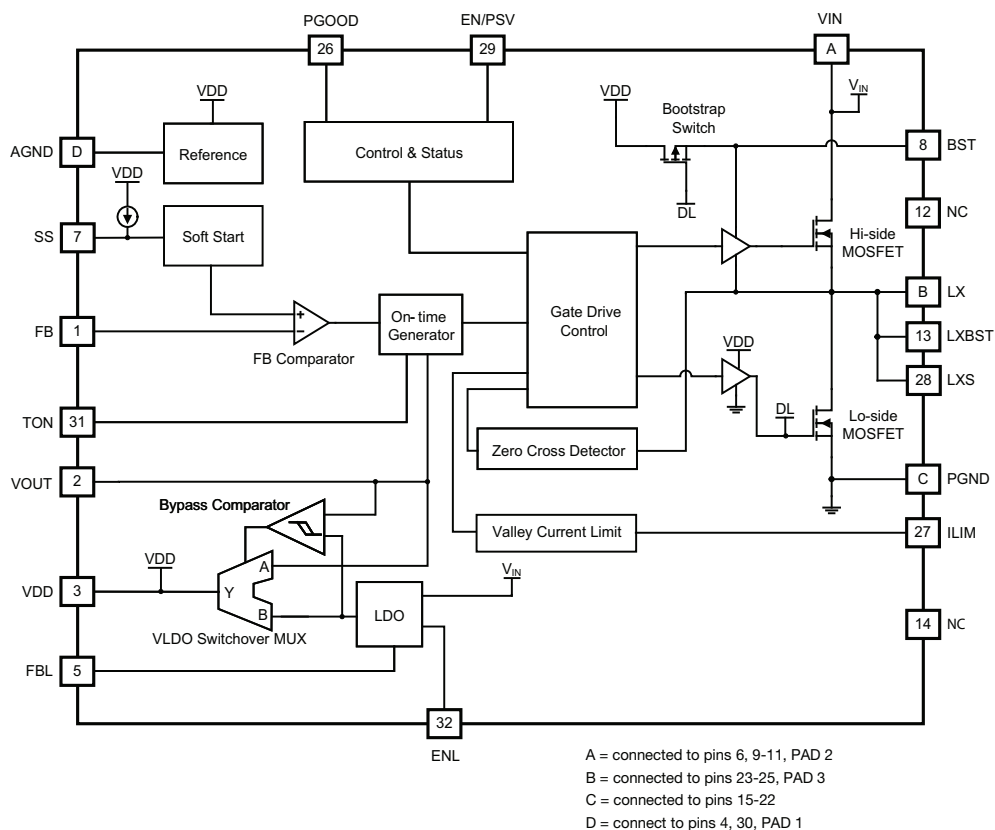 PGOOD
EN/PSV
VIN
26
29
A
VDD
VDD
Bootstrap
Switch
VIN
AGND
D
Reference
Control & Status
8
BST
VDD
DL
12
NC
SS
7
Soft Start
Hi-side
MOSFET
B
LX
FB
1
+
−
FB Comparator
On-time
Generator
Gate Drive
Control
13
LXBST
VDD
28
LXS
TON
31
DL
Lo-side
MOSFET
Zero Cross Detector
VOUT
2
C
PGND
Bypass Comparator
Valley Current Limit
27
ILIM
VDD
VDD
3
Y
A
B
VIN
LDO
14
NC
VLDO Switchover MUX
FBL
5
32
ENL
A = connected to pins 6, 9-11, PAD 2
B = connected to pins 23-25, PAD 3
C = connected to pins 15-22
D = connect to pins 4, 30, PAD 1